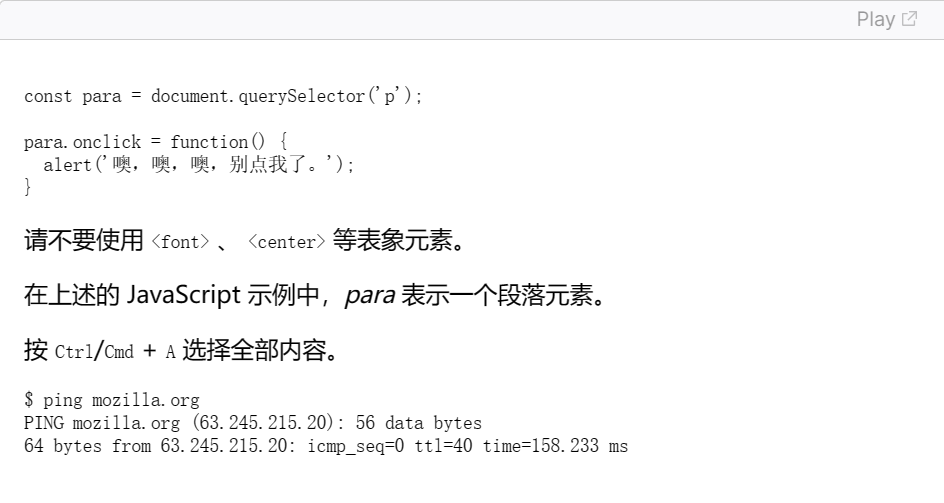 Play
const para = document.querySelector('p');
para.onclick = function() {
  alert('噢，噢，噢，别点我了。');
}
请不要使用 <font> 、 <center> 等表象元素。
在上述的 JavaScript 示例中，para 表示一个段落元素。
按 Ctrl/Cmd + A 选择全部内容。
$ ping mozilla.org
PING mozilla.org (63.245.215.20): 56 data bytes
64 bytes from 63.245.215.20: icmp_seq=0 ttl=40 time=158.233 ms